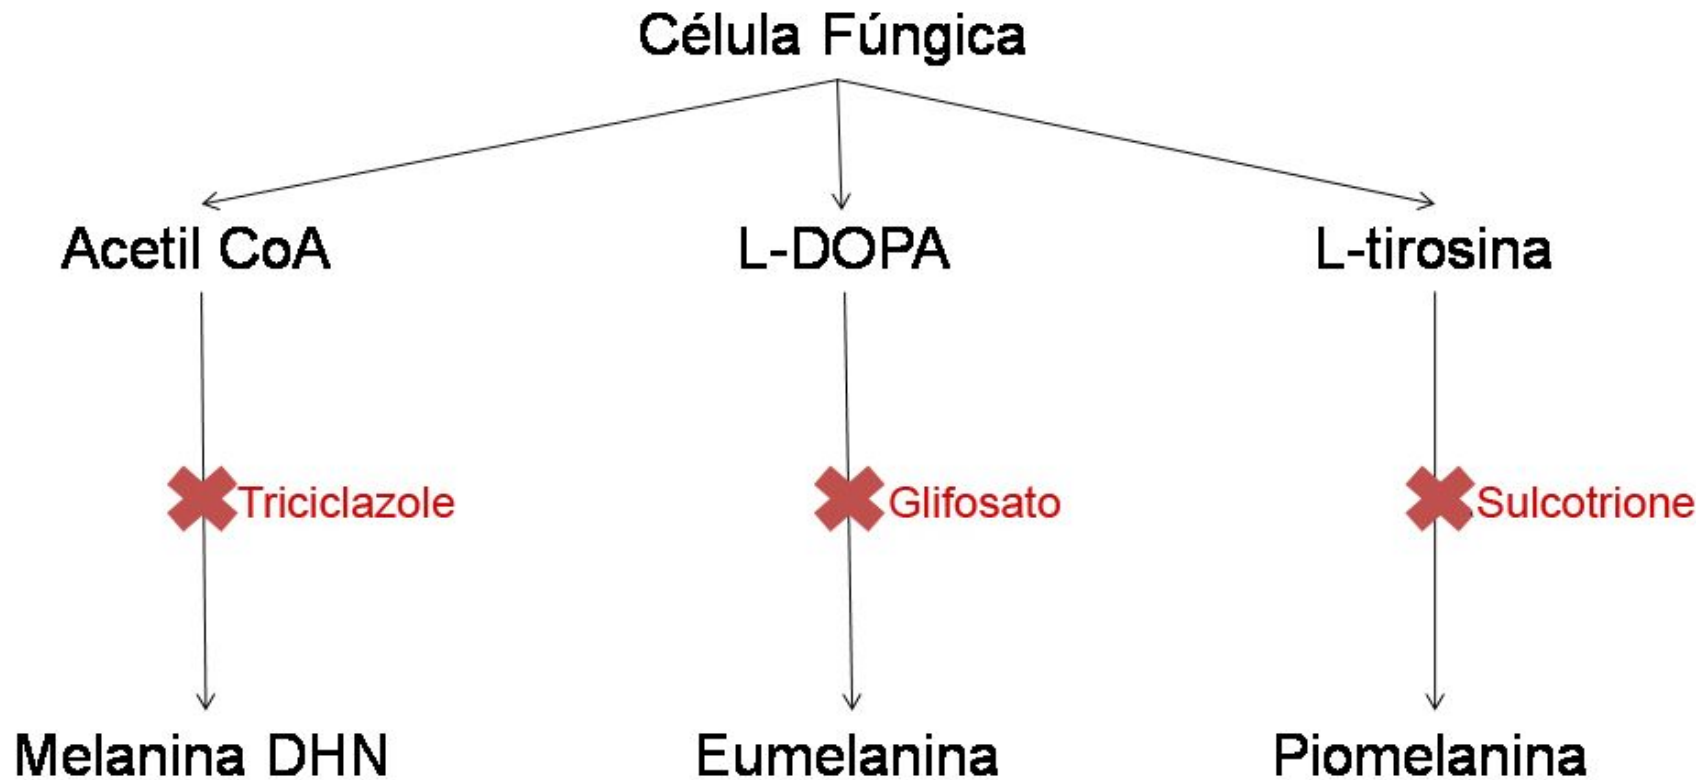 Célula Fúngica
Acetil CoA
L-DOPA
L-tirosina
Triciclazole
Glifosato
Sulcotrione
Melanina DHN
Eumelanina
Piomelanina